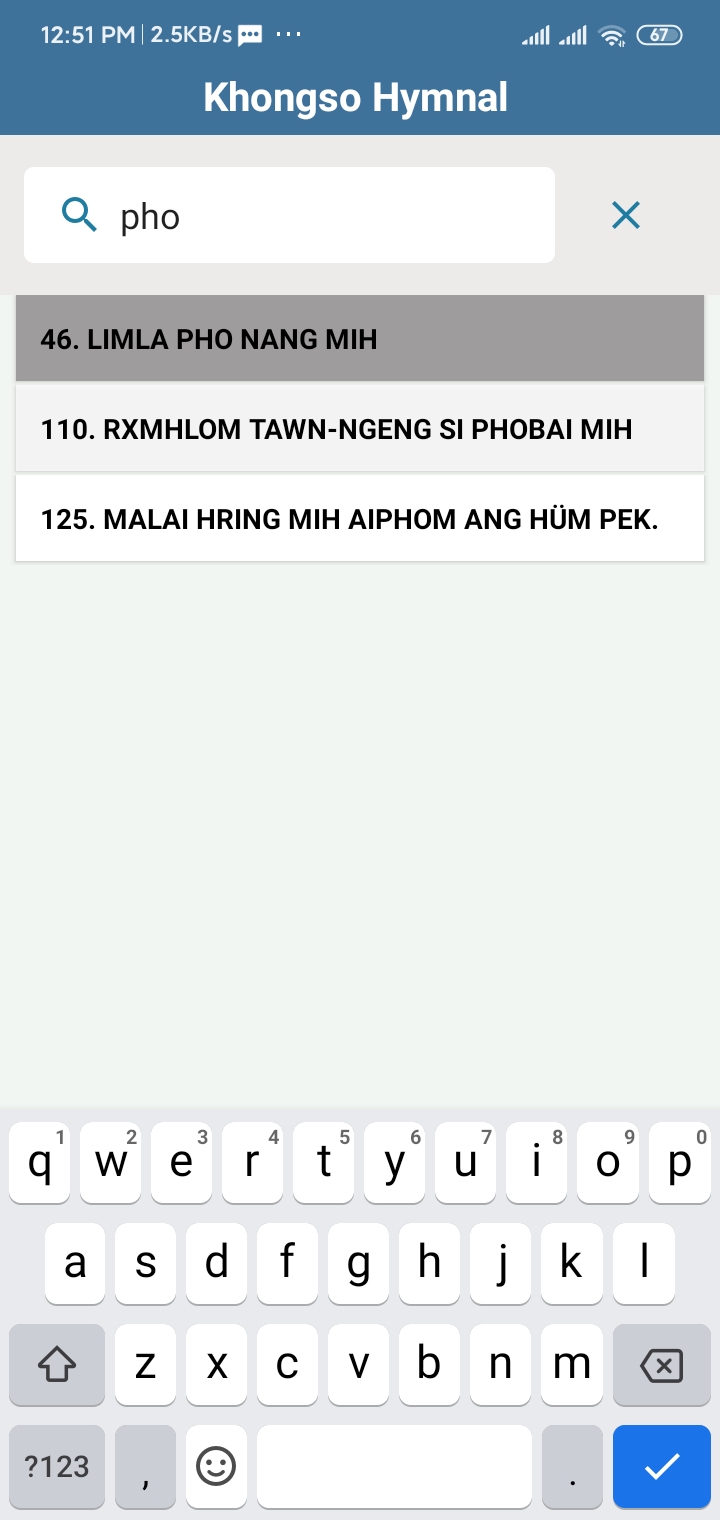 12:51 PM | 2.5KB/s ... 67
Khongso Hymnal
pho
46. LIMLA PHO NANG MIH
110. RXMHLOM TAWN-NGENG SI PHOBAI MIH
125. MALAI HRING MIH AIPHOM ANG HÜM PEK.
1 2 3 4 5 6 7 8 9 0
q w e r t y u i o p
a s d f g h j k l
z x c v b n m
?123 , .